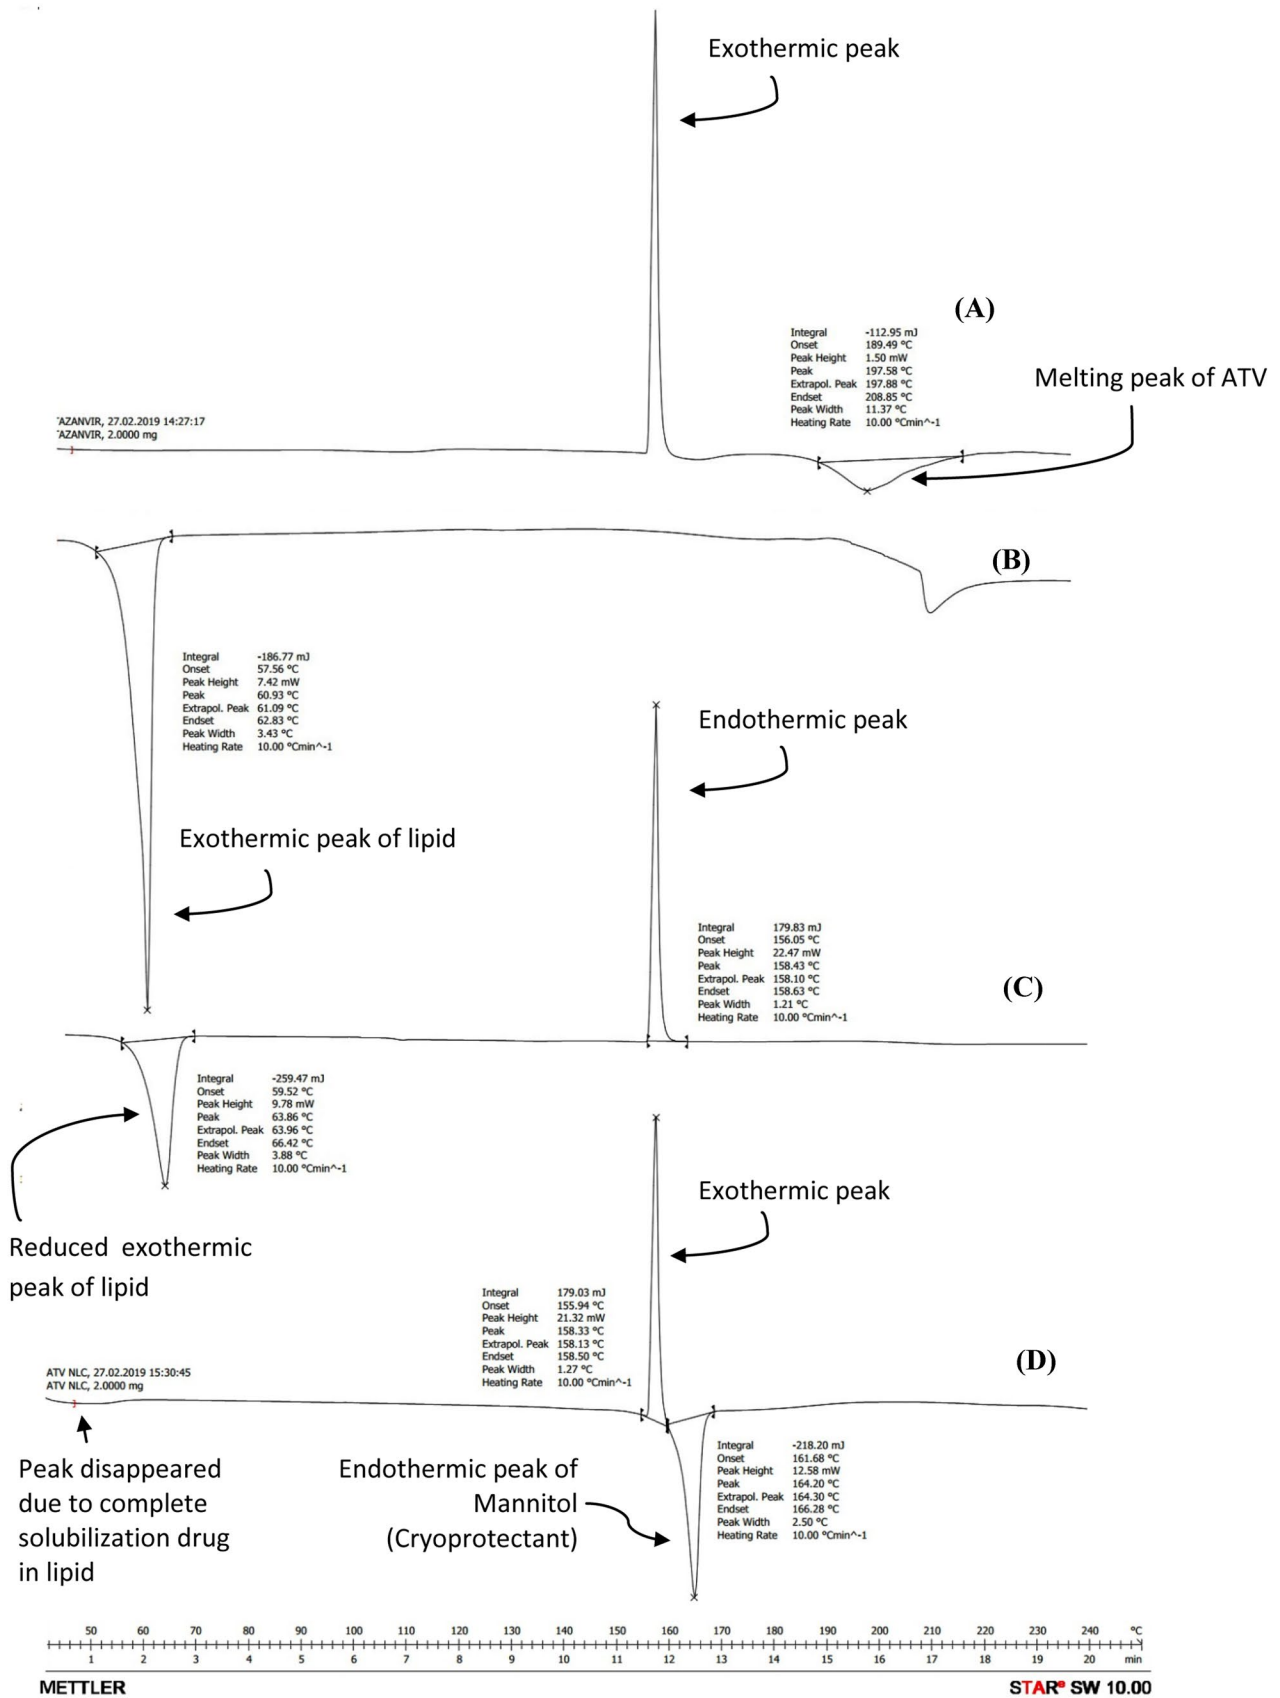 Exothermic peak
(A)
Integral -112.95 mJ
Onset 189.49 °C
Peak Height 1.50 mW
Peak 197.58 °C
Extrapol. Peak 197.88 °C
Endset 208.85 °C
Peak Width 11.37 °C
Heating Rate 10.00 °Cmin^-1
Melting peak of ATV
AZANVIR, 27.02.2019 14:27:17
AZANVIR, 2.0000 mg
(B)
Integral -186.77 mJ
Onset 57.56 °C
Peak Height 7.42 mW
Peak 60.93 °C
Extrapol. Peak 61.09 °C
Endset 62.83 °C
Peak Width 3.43 °C
Heating Rate 10.00 °Cmin^-1
Endothermic peak
Exothermic peak of lipid
Integral 179.83 mJ
Onset 156.05 °C
Peak Height 22.47 mW
Peak 158.43 °C
Extrapol. Peak 158.10 °C
Endset 158.63 °C
Peak Width 1.21 °C
Heating Rate 10.00 °Cmin^-1
(C)
Integral -259.47 mJ
Onset 59.52 °C
Peak Height 9.78 mW
Peak 63.86 °C
Extrapol. Peak 63.96 °C
Endset 66.42 °C
Peak Width 3.88 °C
Heating Rate 10.00 °Cmin^-1
Reduced exothermic
peak of lipid
Exothermic peak
Integral 179.03 mJ
Onset 155.94 °C
Peak Height 21.32 mW
Peak 158.33 °C
Extrapol. Peak 158.13 °C
Endset 158.50 °C
Peak Width 1.27 °C
Heating Rate 10.00 °Cmin^-1
(D)
ATV NLC, 27.02.2019 15:30:45
ATV NLC, 2.0000 mg
Peak disappeared
due to complete
solubilization drug
in lipid
Endothermic peak of
Mannitol
(Cryoprotectant)
Integral -218.20 mJ
Onset 161.68 °C
Peak Height 12.58 mW
Peak 164.20 °C
Extrapol. Peak 164.30 °C
Endset 166.28 °C
Peak Width 2.50 °C
Heating Rate 10.00 °Cmin^-1
50 60 70 80 90 100 110 120 130 140 150 160 170 180 190 200 210 220 230 240 °C
1 2 3 4 5 6 7 8 9 10 11 12 13 14 15 16 17 18 19 20 min
METTLER STARe SW 10.00